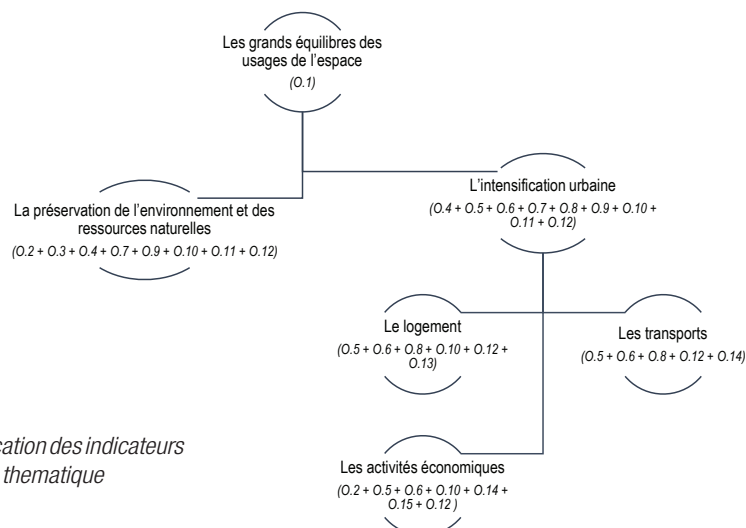 Les grands équilibres des
usages de l'espace
(O.1)
La préservation de l'environnement et des
ressources naturelles
(O.2 + O.3 + O.4 + O.7 + O.9 + O.10 + O.11 + O.12)
L'intensification urbaine
(O.4 + O.5 + O.6 + O.7 + O.8 + O.9 + O.10 +
O.11 + O.12)
Le logement
(O.5 + O.6 + O.8 + O.10 + O.12 +
O.13)
Les transports
(O.5 + O.6 + O.8 + O.12 + O.14)
Les activités économiques
(O.2 + O.5 + O.6 + O.10 + O.14 +
O.15 + O.12 )
des indicateurs
thematique